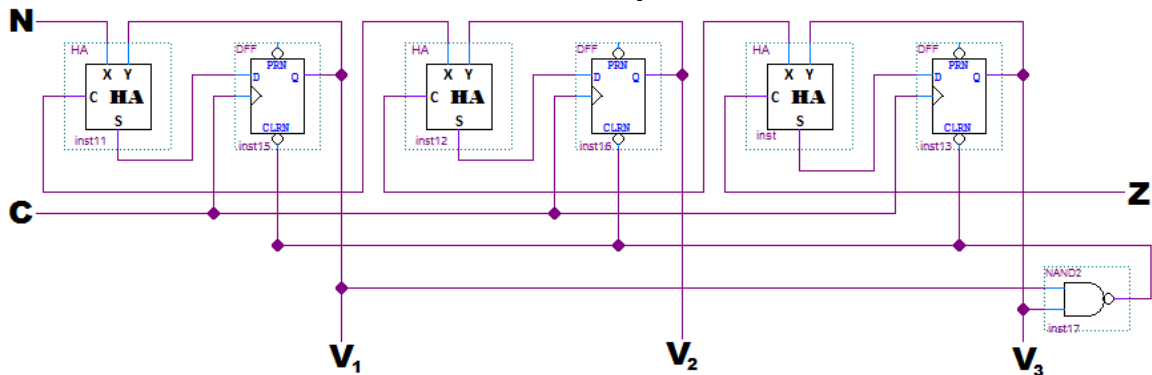 N
HA DFF HA DFF HA DFF
X Y PRN X Y PRN X Y PRN
D Q D Q D Q
C HA C HA C HA
S CLRN S CLRN S CLRN
inst11 inst15 inst12 inst16 inst inst13
Z
C
NAND2
inst17
V₁ V₂ V₃